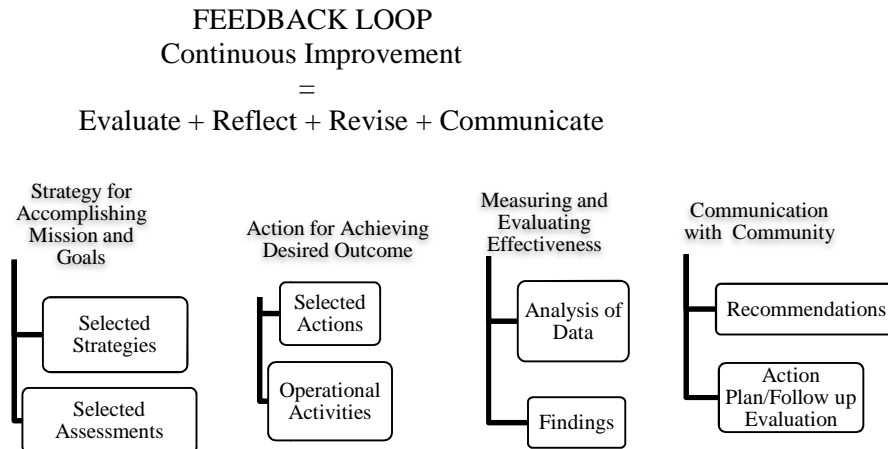 FEEDBACK LOOP
Continuous Improvement
=
Evaluate + Reflect + Revise + Communicate
Strategy for
Accomplishing
Mission and
Goals
Selected
Strategies
Selected
Assessments
Action for Achieving
Desired Outcome
Selected
Actions
Operational
Activities
Measuring and
Evaluating
Effectiveness
Analysis of
Data
Findings
Communication
with Community
Recommendations
Action
Plan/Follow up
Evaluation